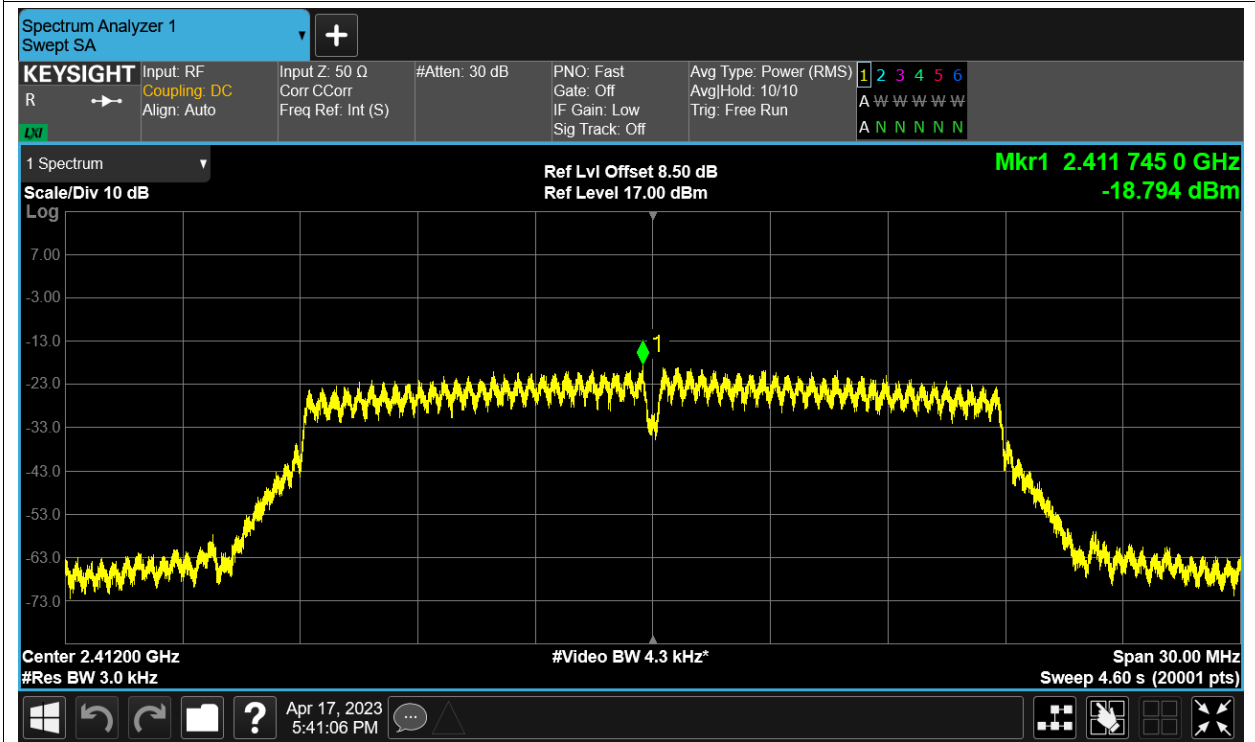 Spectrum Analyzer 1
Swept SA
+
KEYSIGHT
R
LXI
Input: RF
Coupling: DC
Align: Auto
Input Z: 50 Ω
Corr CCorr
Freq Ref: Int (S)
#Atten: 30 dB
PNO: Fast
Gate: Off
IF Gain: Low
Sig Track: Off
Avg Type: Power (RMS)
Avg|Hold: 10/10
Trig: Free Run
1 2 3 4 5 6
A W W W W W
A N N N N N
1 Spectrum
Scale/Div 10 dB
Log
Ref Lvl Offset 8.50 dB
Ref Level 17.00 dBm
Mkr1 2.411 745 0 GHz
-18.794 dBm
7.00
-3.00
-13.0
-23.0
-33.0
-43.0
-53.0
-63.0
-73.0
1
Center 2.41200 GHz
#Res BW 3.0 kHz
#Video BW 4.3 kHz*
Span 30.00 MHz
Sweep 4.60 s (20001 pts)
?
Apr 17, 2023
5:41:06 PM